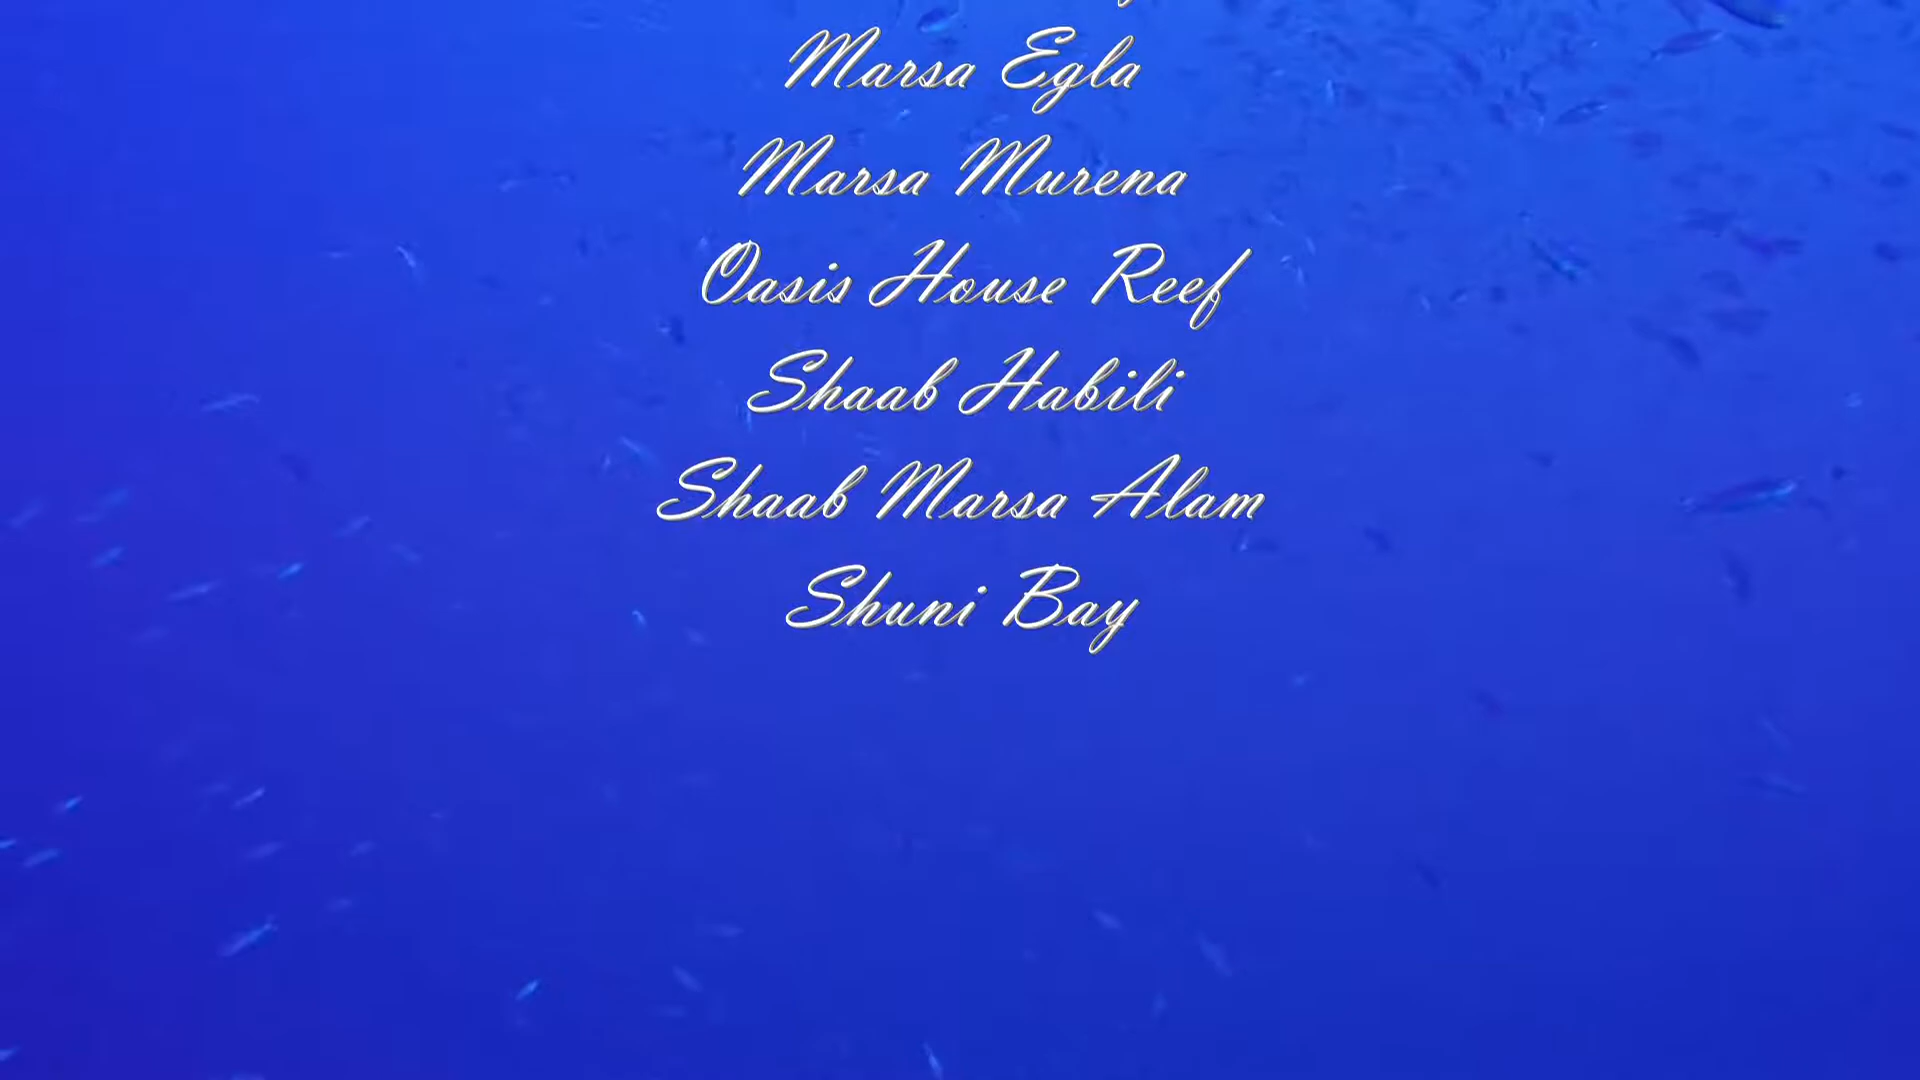 Marsa Egla
Marsa Murena
Oasis House Reef
Shaab Habili
Shaab Marsa Alam
Shuni Bay